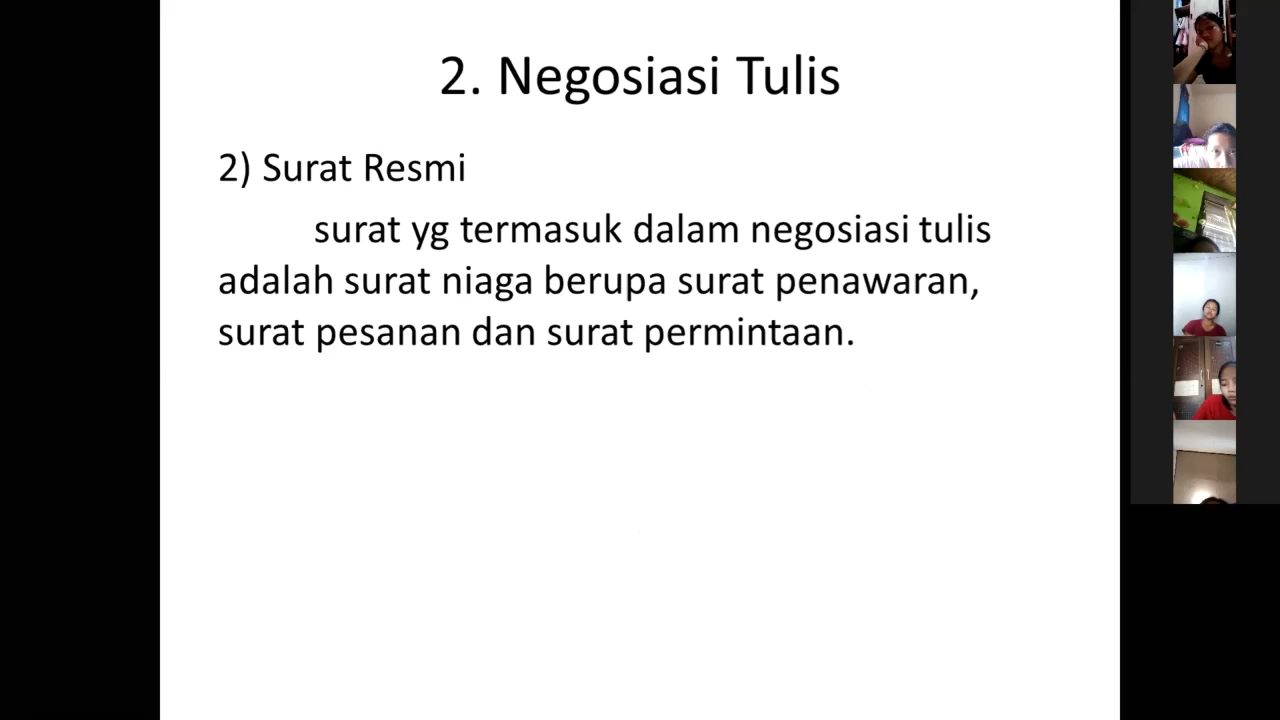 2. Negosiasi Tulis
2) Surat Resmi
surat yg termasuk dalam negosiasi tulis
adalah surat niaga berupa surat penawaran,
surat pesanan dan surat permintaan.